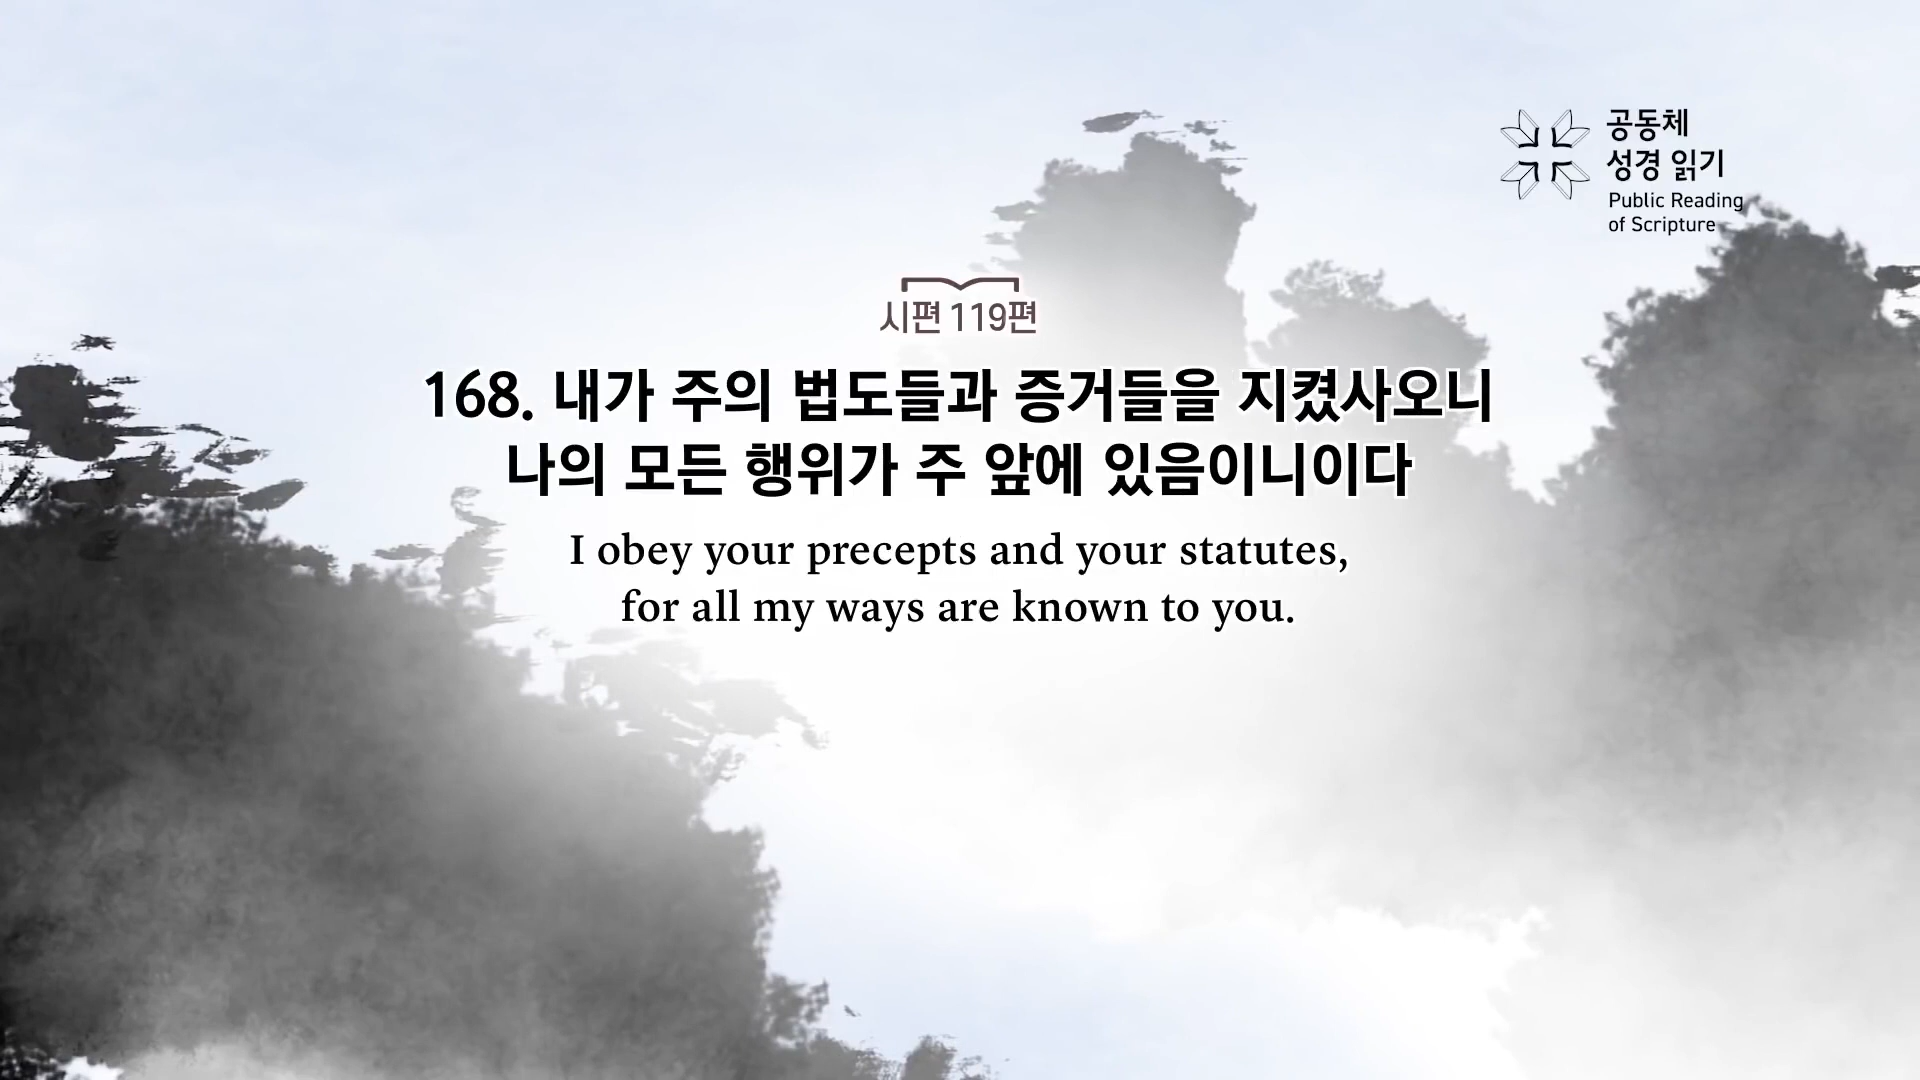 공동체
성경 읽기
Public Reading
of Scripture
시편 119편
168. 내가 주의 법도들과 증거들을 지켰사오니
나의 모든 행위가 주 앞에 있음이니이다
I obey your precepts and your statutes,
for all my ways are known to you.